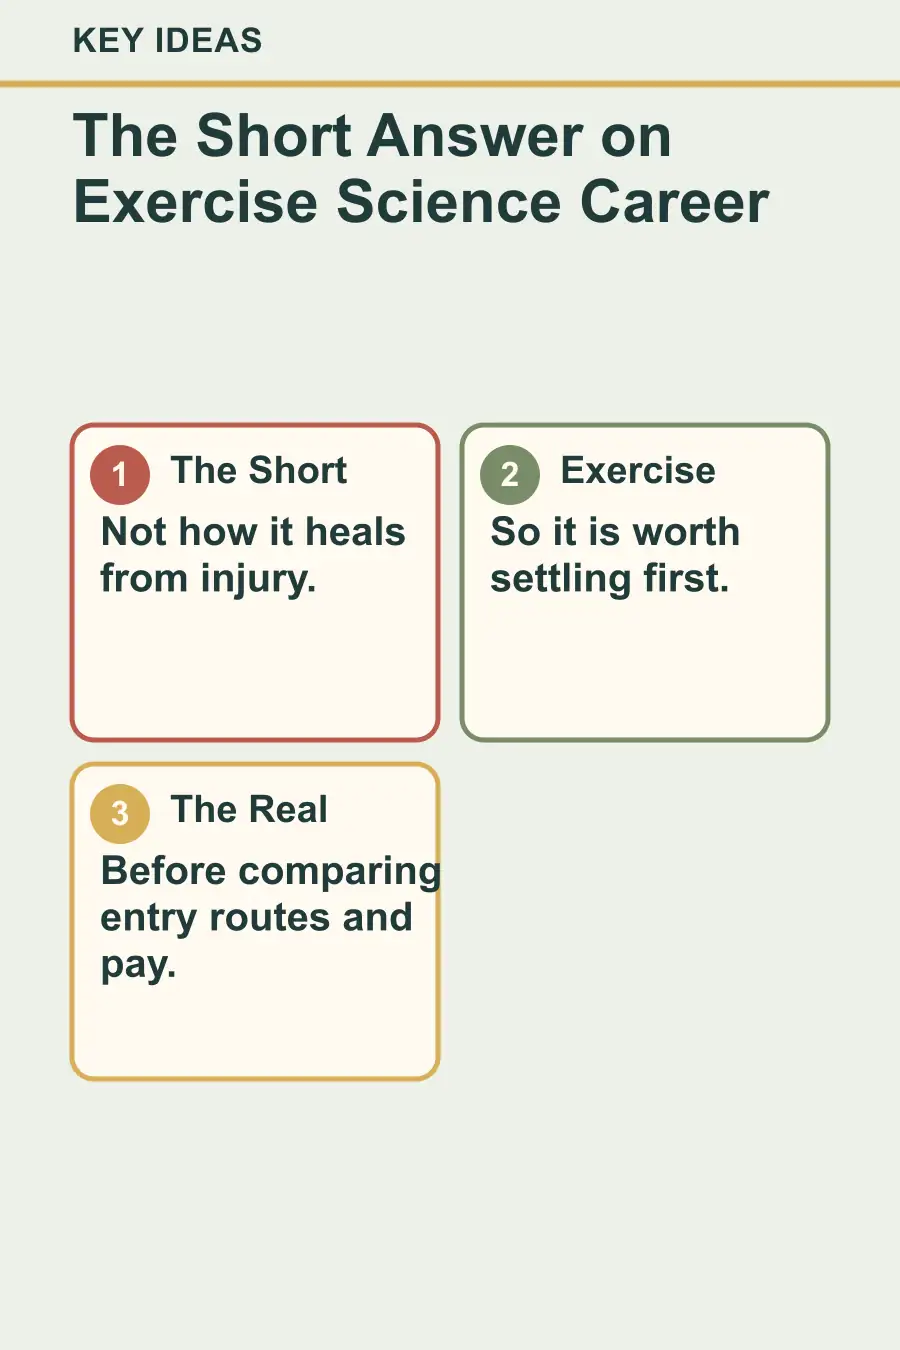 KEY IDEAS
The Short Answer on
Exercise Science Career
1 The Short
Not how it heals
from injury.
2 Exercise
So it is worth
settling first.
3 The Real
Before comparing
entry routes and
pay.